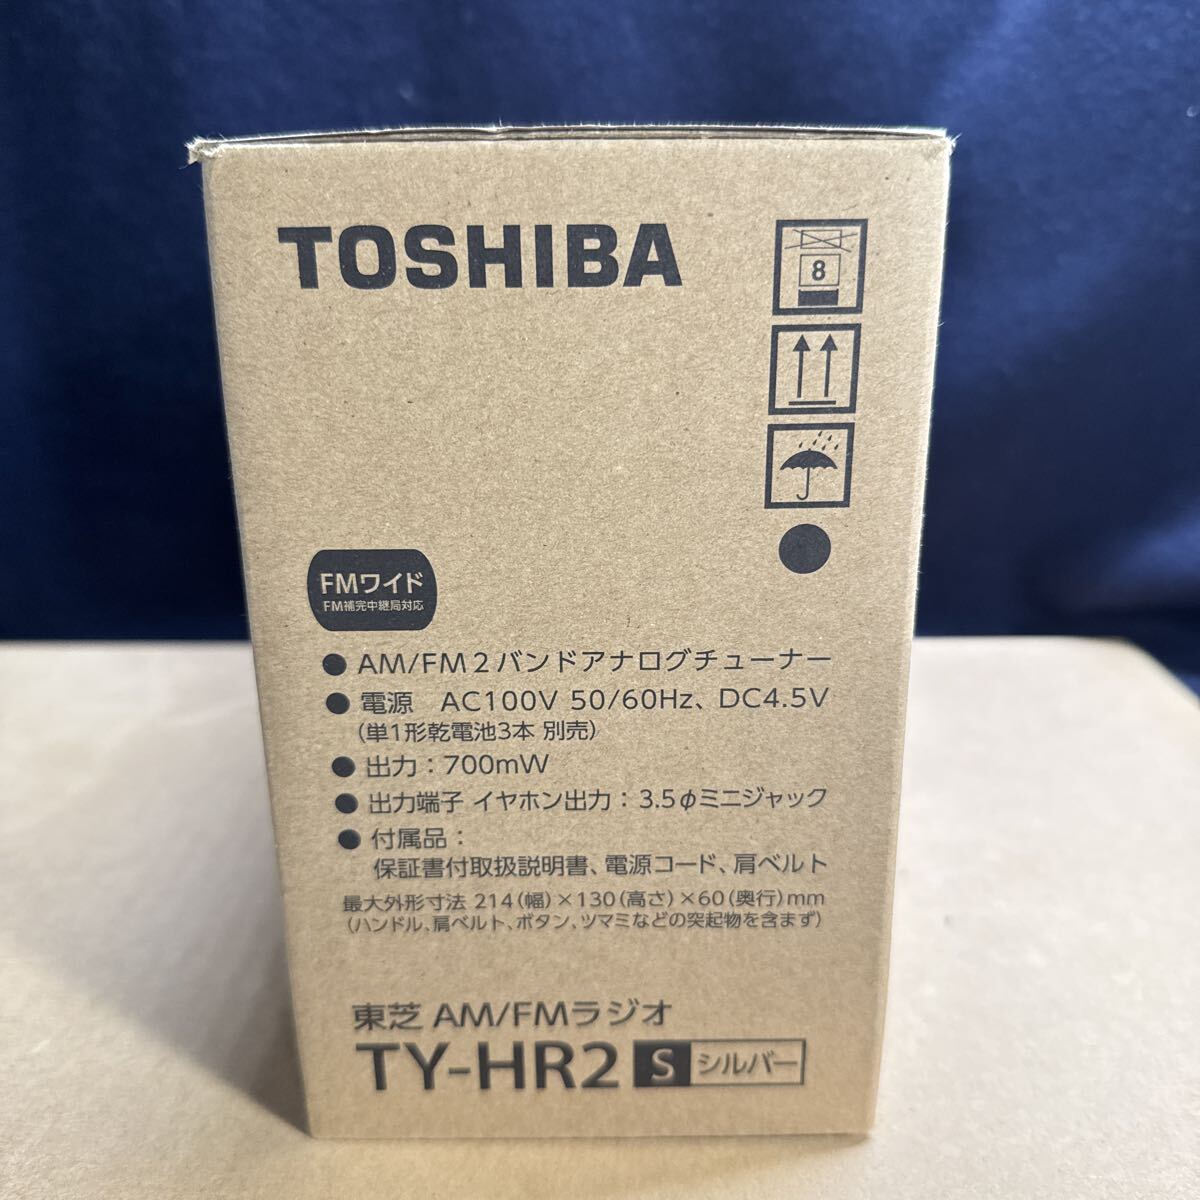 TOSHIBA
8
FMワイド
FM補完中継局対応
● AM/FM 2バンドアナログチューナー
● 電源 AC100V 50/60Hz、DC4.5V
(単1形乾電池3本 別売)
● 出力：700mW
● 出力端子 イヤホン出力：3.5φミニジャック
● 付属品：
保証書付取扱説明書、電源コード、肩ベルト
最大外形寸法 214(幅)×130(高さ)×60(奥行)mm
(ハンドル、肩ベルト、ボタン、ツマミなどの突起物を含まず)
東芝 AM/FMラジオ
TY-HR2 S シルバー